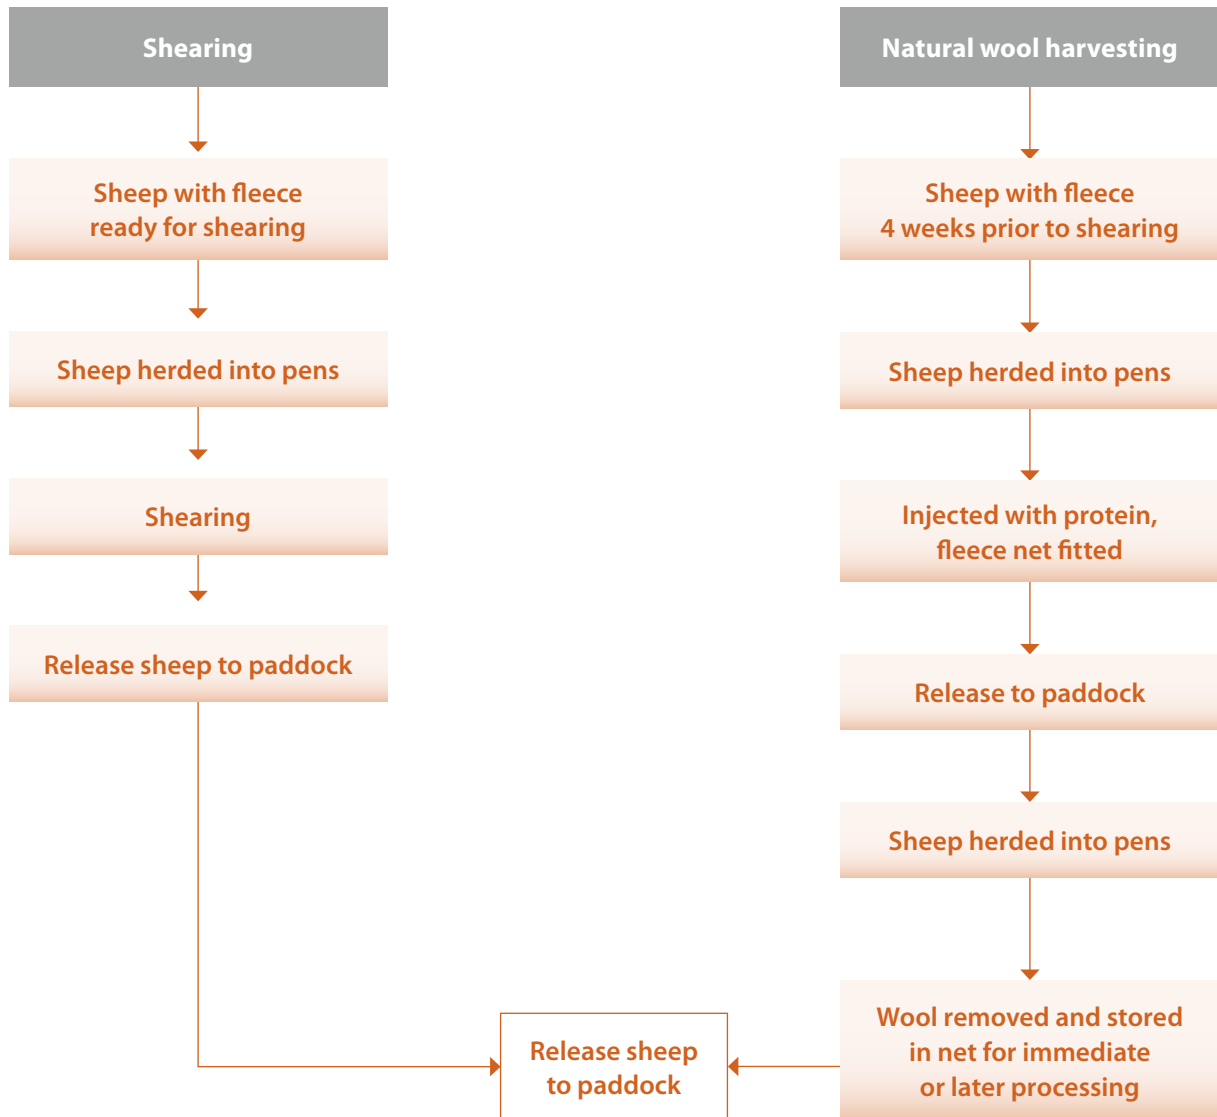 Shearing
Sheep with fleece
ready for shearing
Sheep herded into pens
Shearing
Release sheep to paddock
Natural wool harvesting
Sheep with fleece
4 weeks prior to shearing
Sheep herded into pens
Injected with protein,
fleece net fitted
Release to paddock
Sheep herded into pens
Wool removed and stored
in net for immediate
or later processing
Release sheep
to paddock